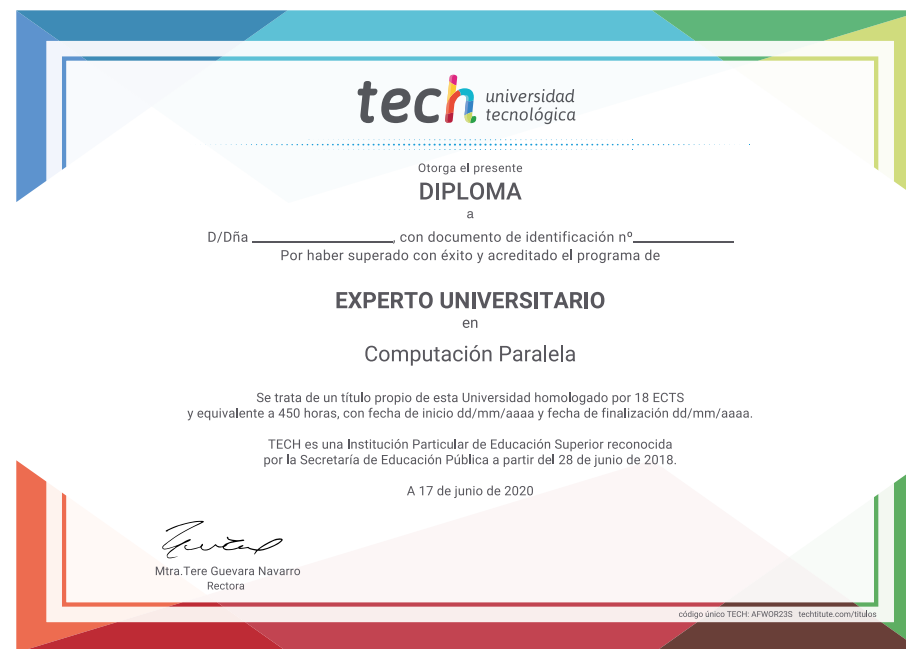 tech universidad
tecnológica
Otorga el presente
DIPLOMA
a
D/Dña ____________________, con documento de identificación nº______________
Por haber superado con éxito y acreditado el programa de
EXPERTO UNIVERSITARIO
en
Computación Paralela
Se trata de un título propio de esta Universidad homologado por 18 ECTS
y equivalente a 450 horas, con fecha de inicio dd/mm/aaaa y fecha de finalización dd/mm/aaaa.
TECH es una Institución Particular de Educación Superior reconocida
por la Secretaría de Educación Pública a partir del 28 de junio de 2018.
A 17 de junio de 2020
Mtra.Tere Guevara Navarro
Rectora
código único TECH: AFWOR23S techtitute.com/titulos